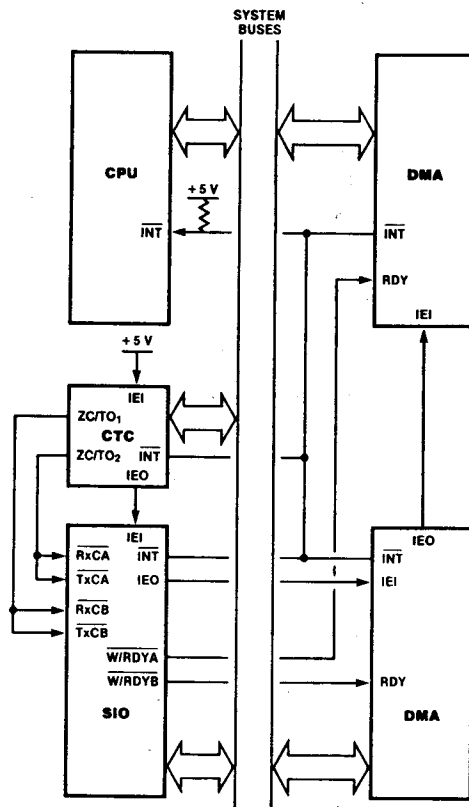 SYSTEM
BUSES
CPU
+5 V
INT
DMA
INT
RDY
IEI
+5 V
IEI
ZC/TO1
CTC
ZC/TO2
INT
IEO
IEI
RxCA
INT
TxCA
IEO
RxCB
TxCB
W/RDYA
W/RDYB
SIO
IEO
INT
IEI
RDY
DMA